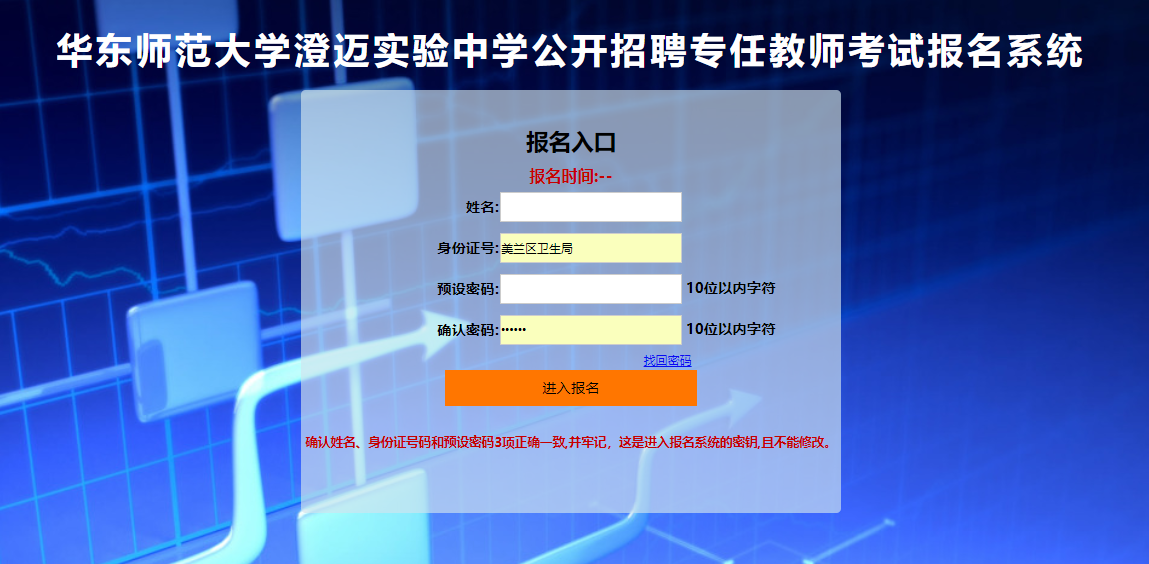 华东师范大学澄迈实验中学公开招聘专任教师考试报名系统
报名入口
报名时间:--
姓名:
身份证号: 美兰区卫生局
预设密码: 10位以内字符
确认密码: •••••• 10位以内字符
找回密码
进入报名
确认姓名、身份证号码和预设密码3项正确一致,并牢记，这是进入报名系统的密钥,且不能修改。